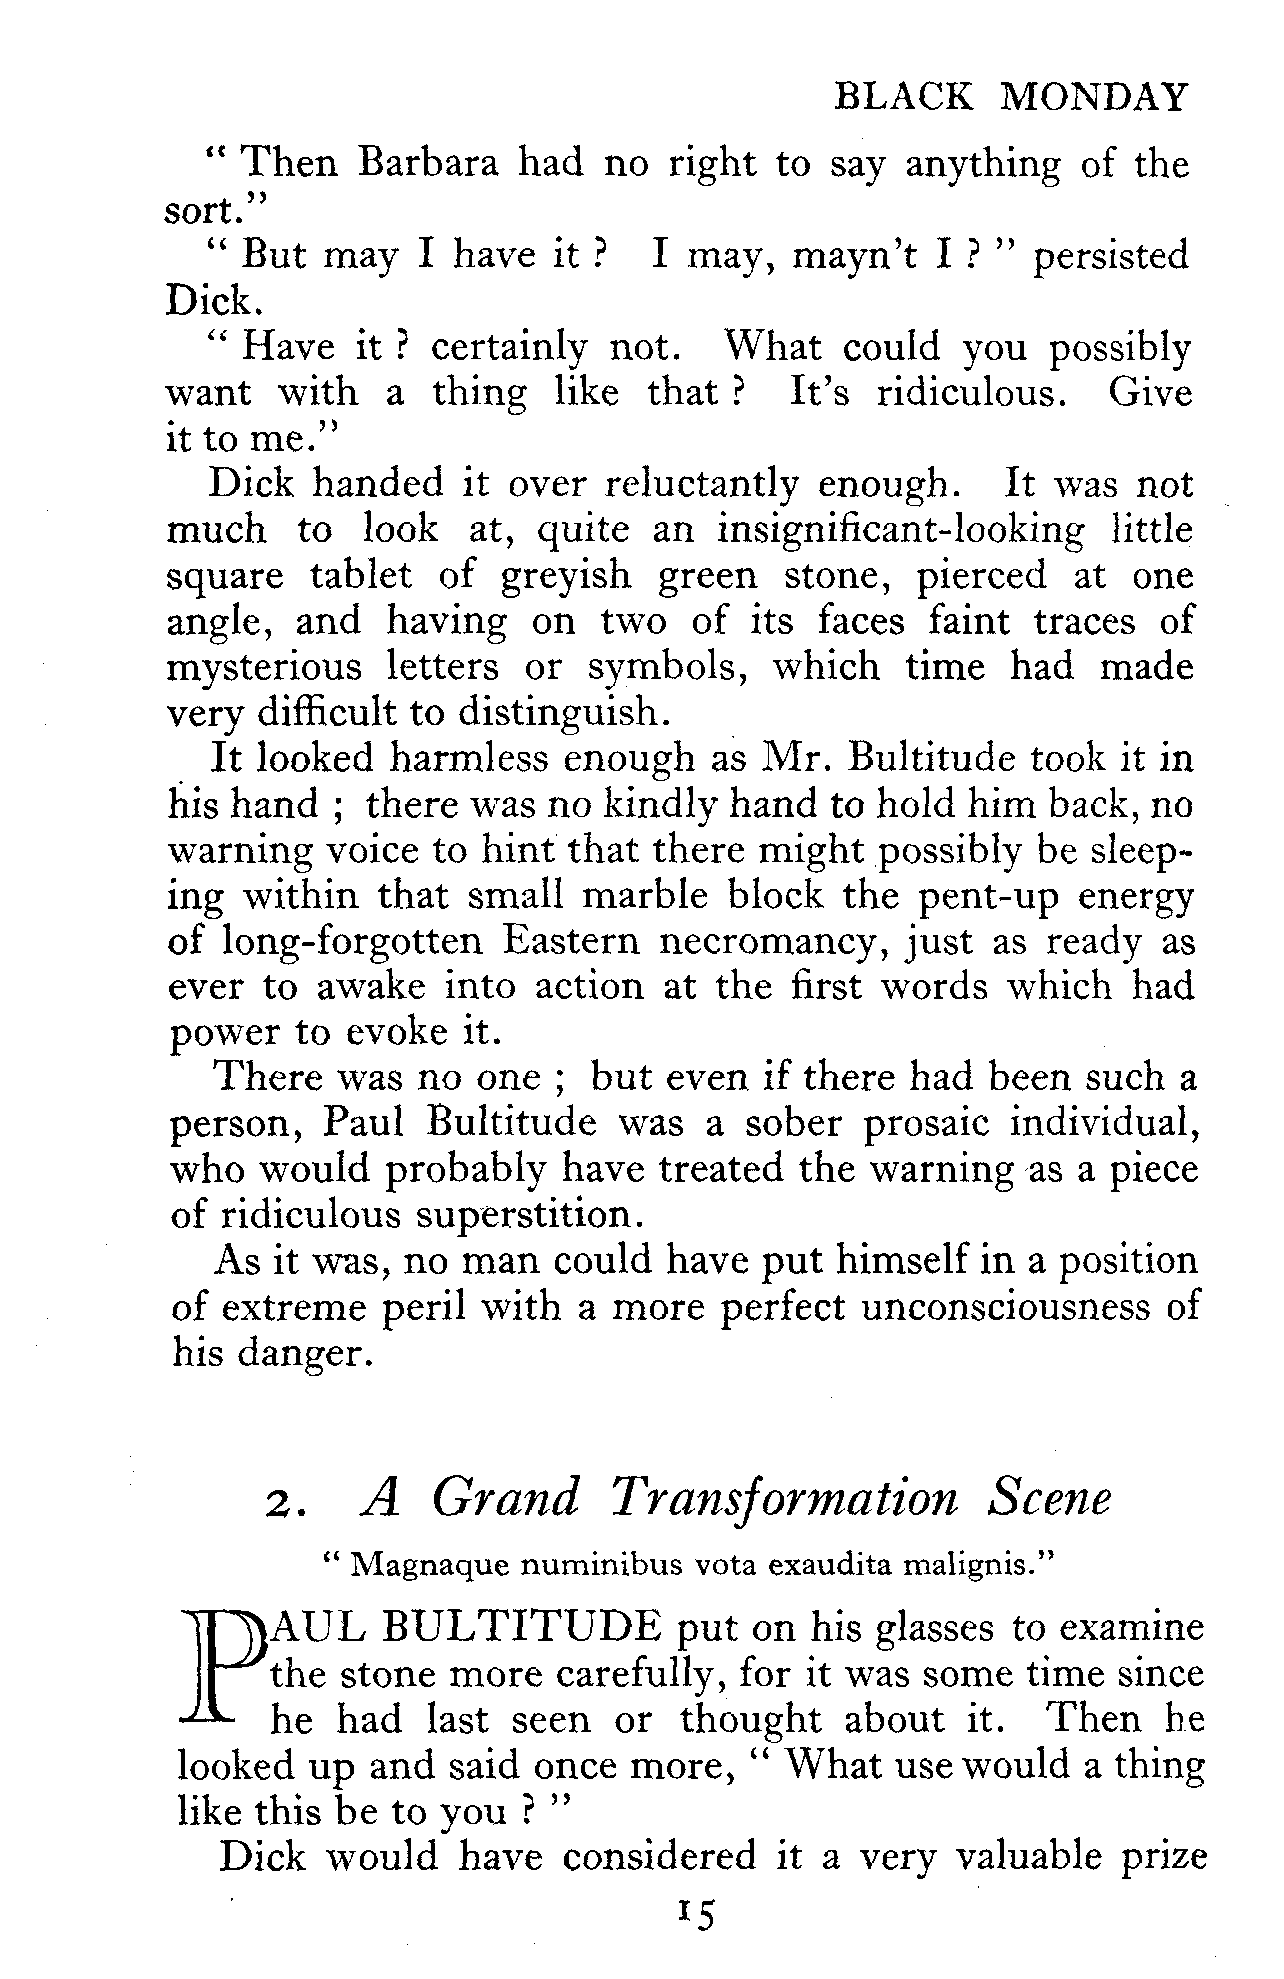 BLACK MONDAY
“ Then Barbara had no right to say anything of the
sort.”
“ But may I have it ? I may, mayn't I ? ” persisted
Dick.
“ Have it ? certainly not. What could you possibly
want with a thing like that ? It's ridiculous. Give
it to me.”
Dick handed it over reluctantly enough. It was not
much to look at, quite an insignificant-looking little
square tablet of greyish green stone, pierced at one
angle, and having on two of its faces faint traces of
mysterious letters or symbols, which time had made
very difficult to distinguish.
It looked harmless enough as Mr. Bultitude took it in
his hand ; there was no kindly hand to hold him back, no
warning voice to hint that there might possibly be sleep-
ing within that small marble block the pent-up energy
of long-forgotten Eastern necromancy, just as ready as
ever to awake into action at the first words which had
power to evoke it.
There was no one ; but even if there had been such a
person, Paul Bultitude was a sober prosaic individual,
who would probably have treated the warning as a piece
of ridiculous superstition.
As it was, no man could have put himself in a position
of extreme peril with a more perfect unconsciousness of
his danger.
2. A Grand Transformation Scene
“ Magnaque numinibus vota exaudita malignis.”
PAUL BULTITUDE put on his glasses to examine
the stone more carefully, for it was some time since
he had last seen or thought about it. Then he
looked up and said once more, “ What use would a thing
like this be to you ? ”
Dick would have considered it a very valuable prize
15